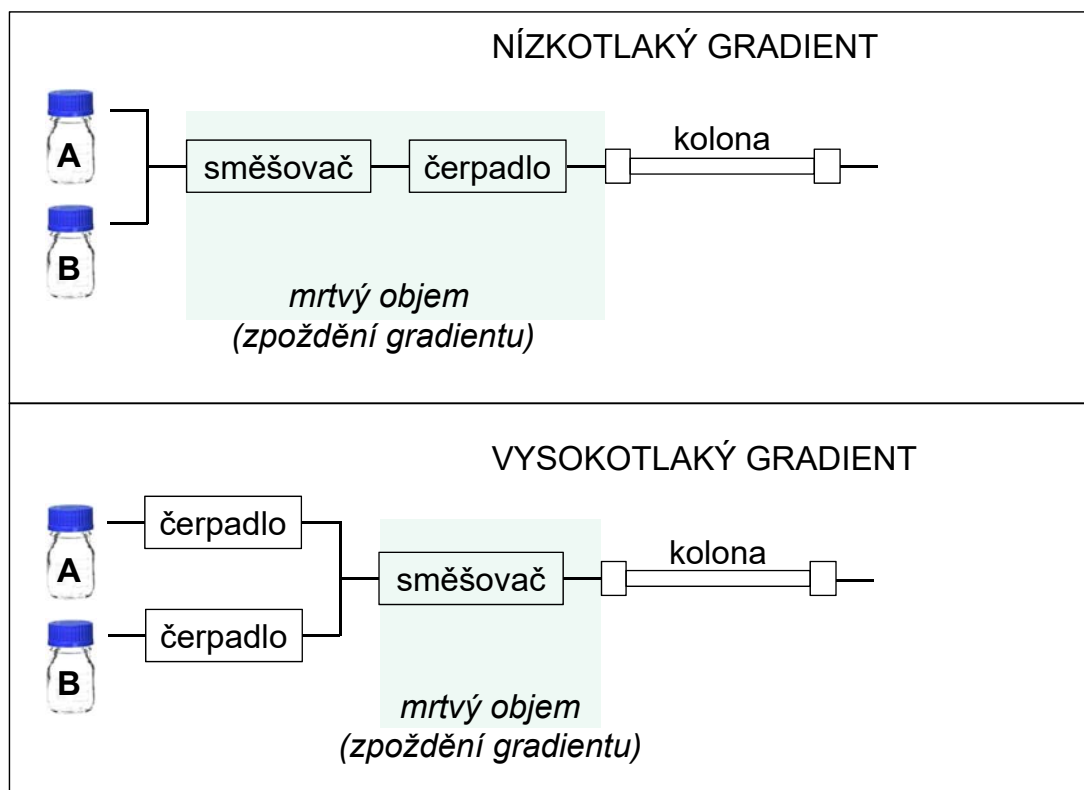 NÍZKOTLAKÝ GRADIENT
A
B
směšovač
čerpadlo
kolona
mrtvý objem
(zpoždění gradientu)
VYSOKOTLAKÝ GRADIENT
A
B
čerpadlo
čerpadlo
směšovač
kolona
mrtvý objem
(zpoždění gradientu)